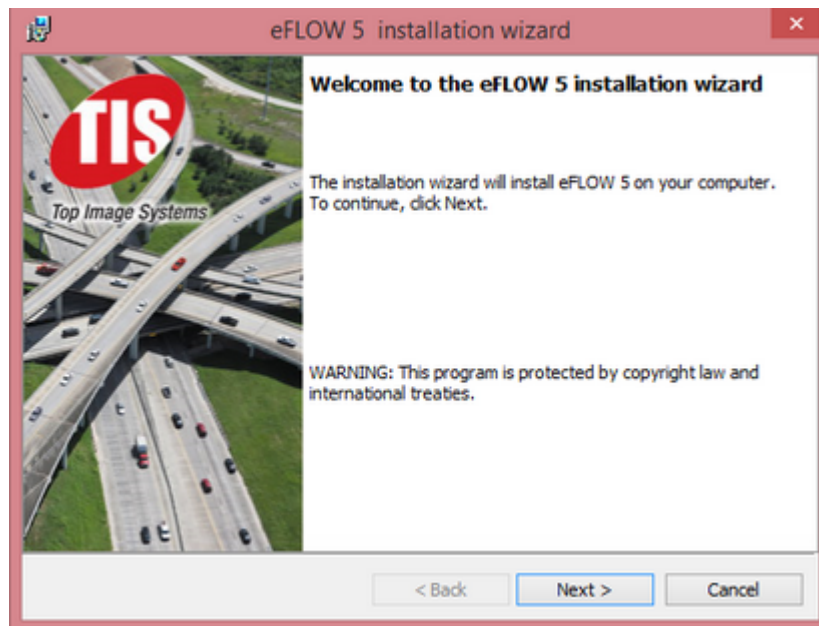 eFLOW 5 installation wizard
TIS
Top Image Systems
Welcome to the eFLOW 5 installation wizard
The installation wizard will install eFLOW 5 on your computer.
To continue, click Next.
WARNING: This program is protected by copyright law and
international treaties.
< Back
Next >
Cancel